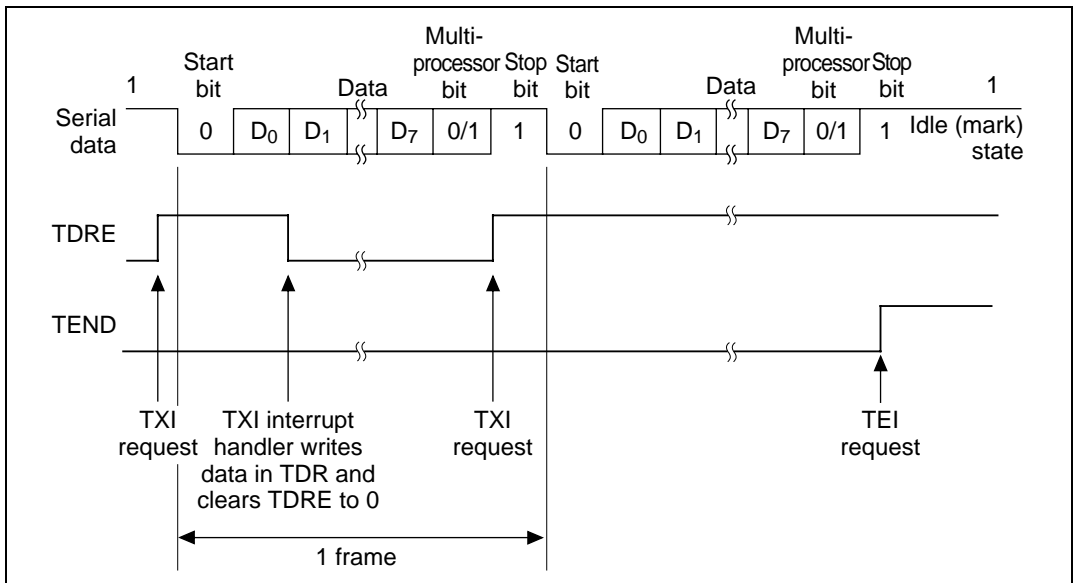 Multi-
processor
bit
Multi-
processor
bit
Start
bit
Stop
bit
Start
bit
Stop
bit
1
Data
Data
1
Serial
data
0
D0
D1
D7
0/1
1
0
D0
D1
D7
0/1
1
Idle (mark)
state
TDRE
TEND
TXI
request
TXI interrupt
handler writes
data in TDR and
clears TDRE to 0
TXI
request
TEI
request
1 frame